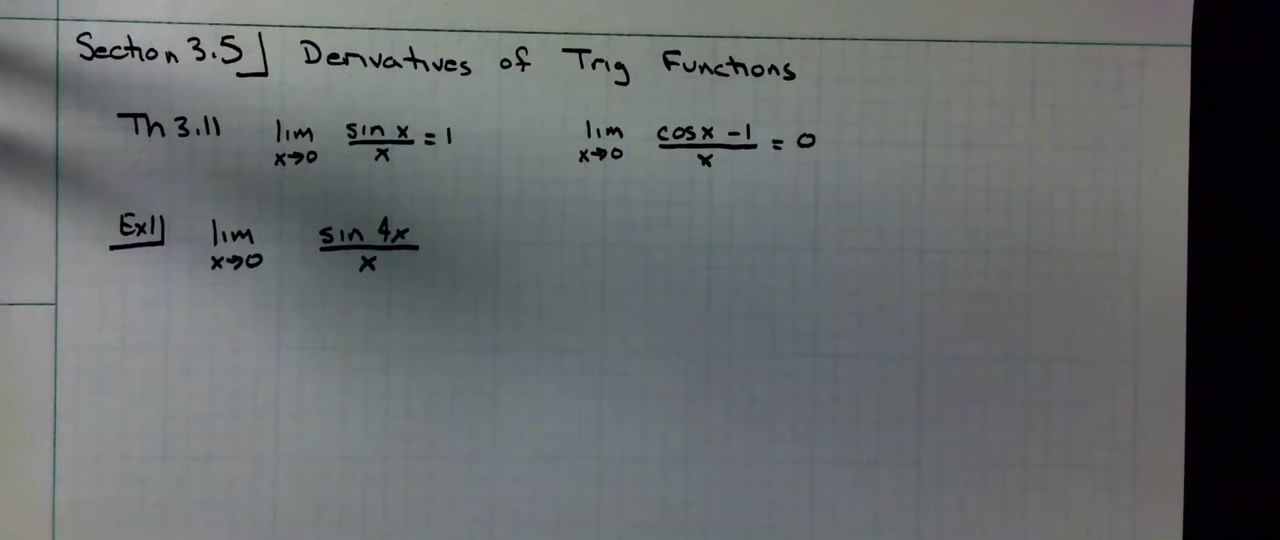 Section 3.5] Derivatives of Trig Functions
Th 3.11 lim x→0 sin x / x = 1 lim x→0 cosx - 1 / x = 0
Ex1] lim x→0 sin 4x / x